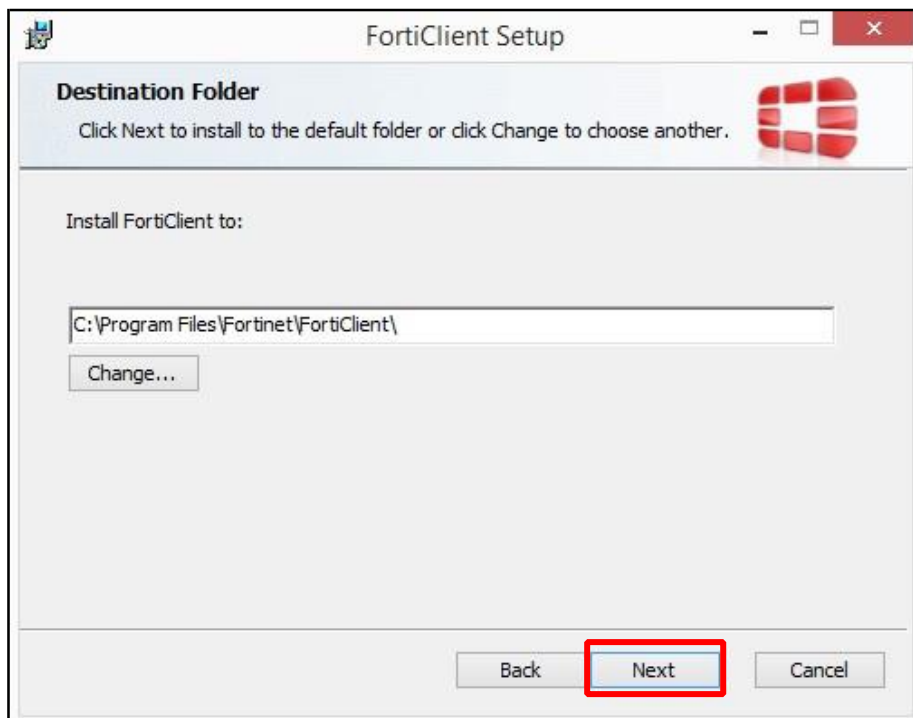 FortiClient Setup
Destination Folder
Click Next to install to the default folder or click Change to choose another.
Install FortiClient to:
C:\Program Files\Fortinet\FortiClient\
Change...
Back Next Cancel